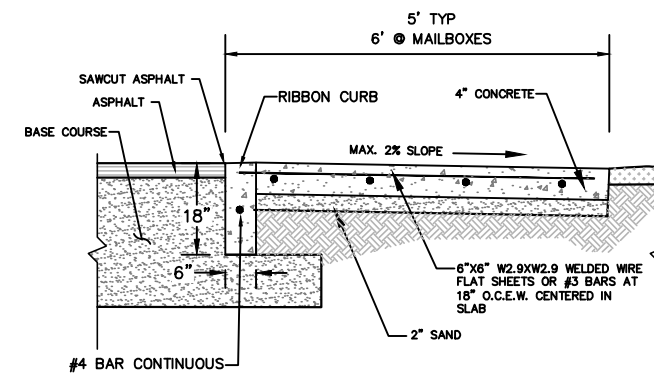 5' TYP
6' @ MAILBOXES
SAWCUT ASPHALT
ASPHALT
BASE COURSE
RIBBON CURB
4" CONCRETE
MAX. 2% SLOPE
18"
6"
6"X6" W2.9XW2.9 WELDED WIRE
FLAT SHEETS OR #3 BARS AT
18" O.C.E.W. CENTERED IN
SLAB
2" SAND
#4 BAR CONTINUOUS